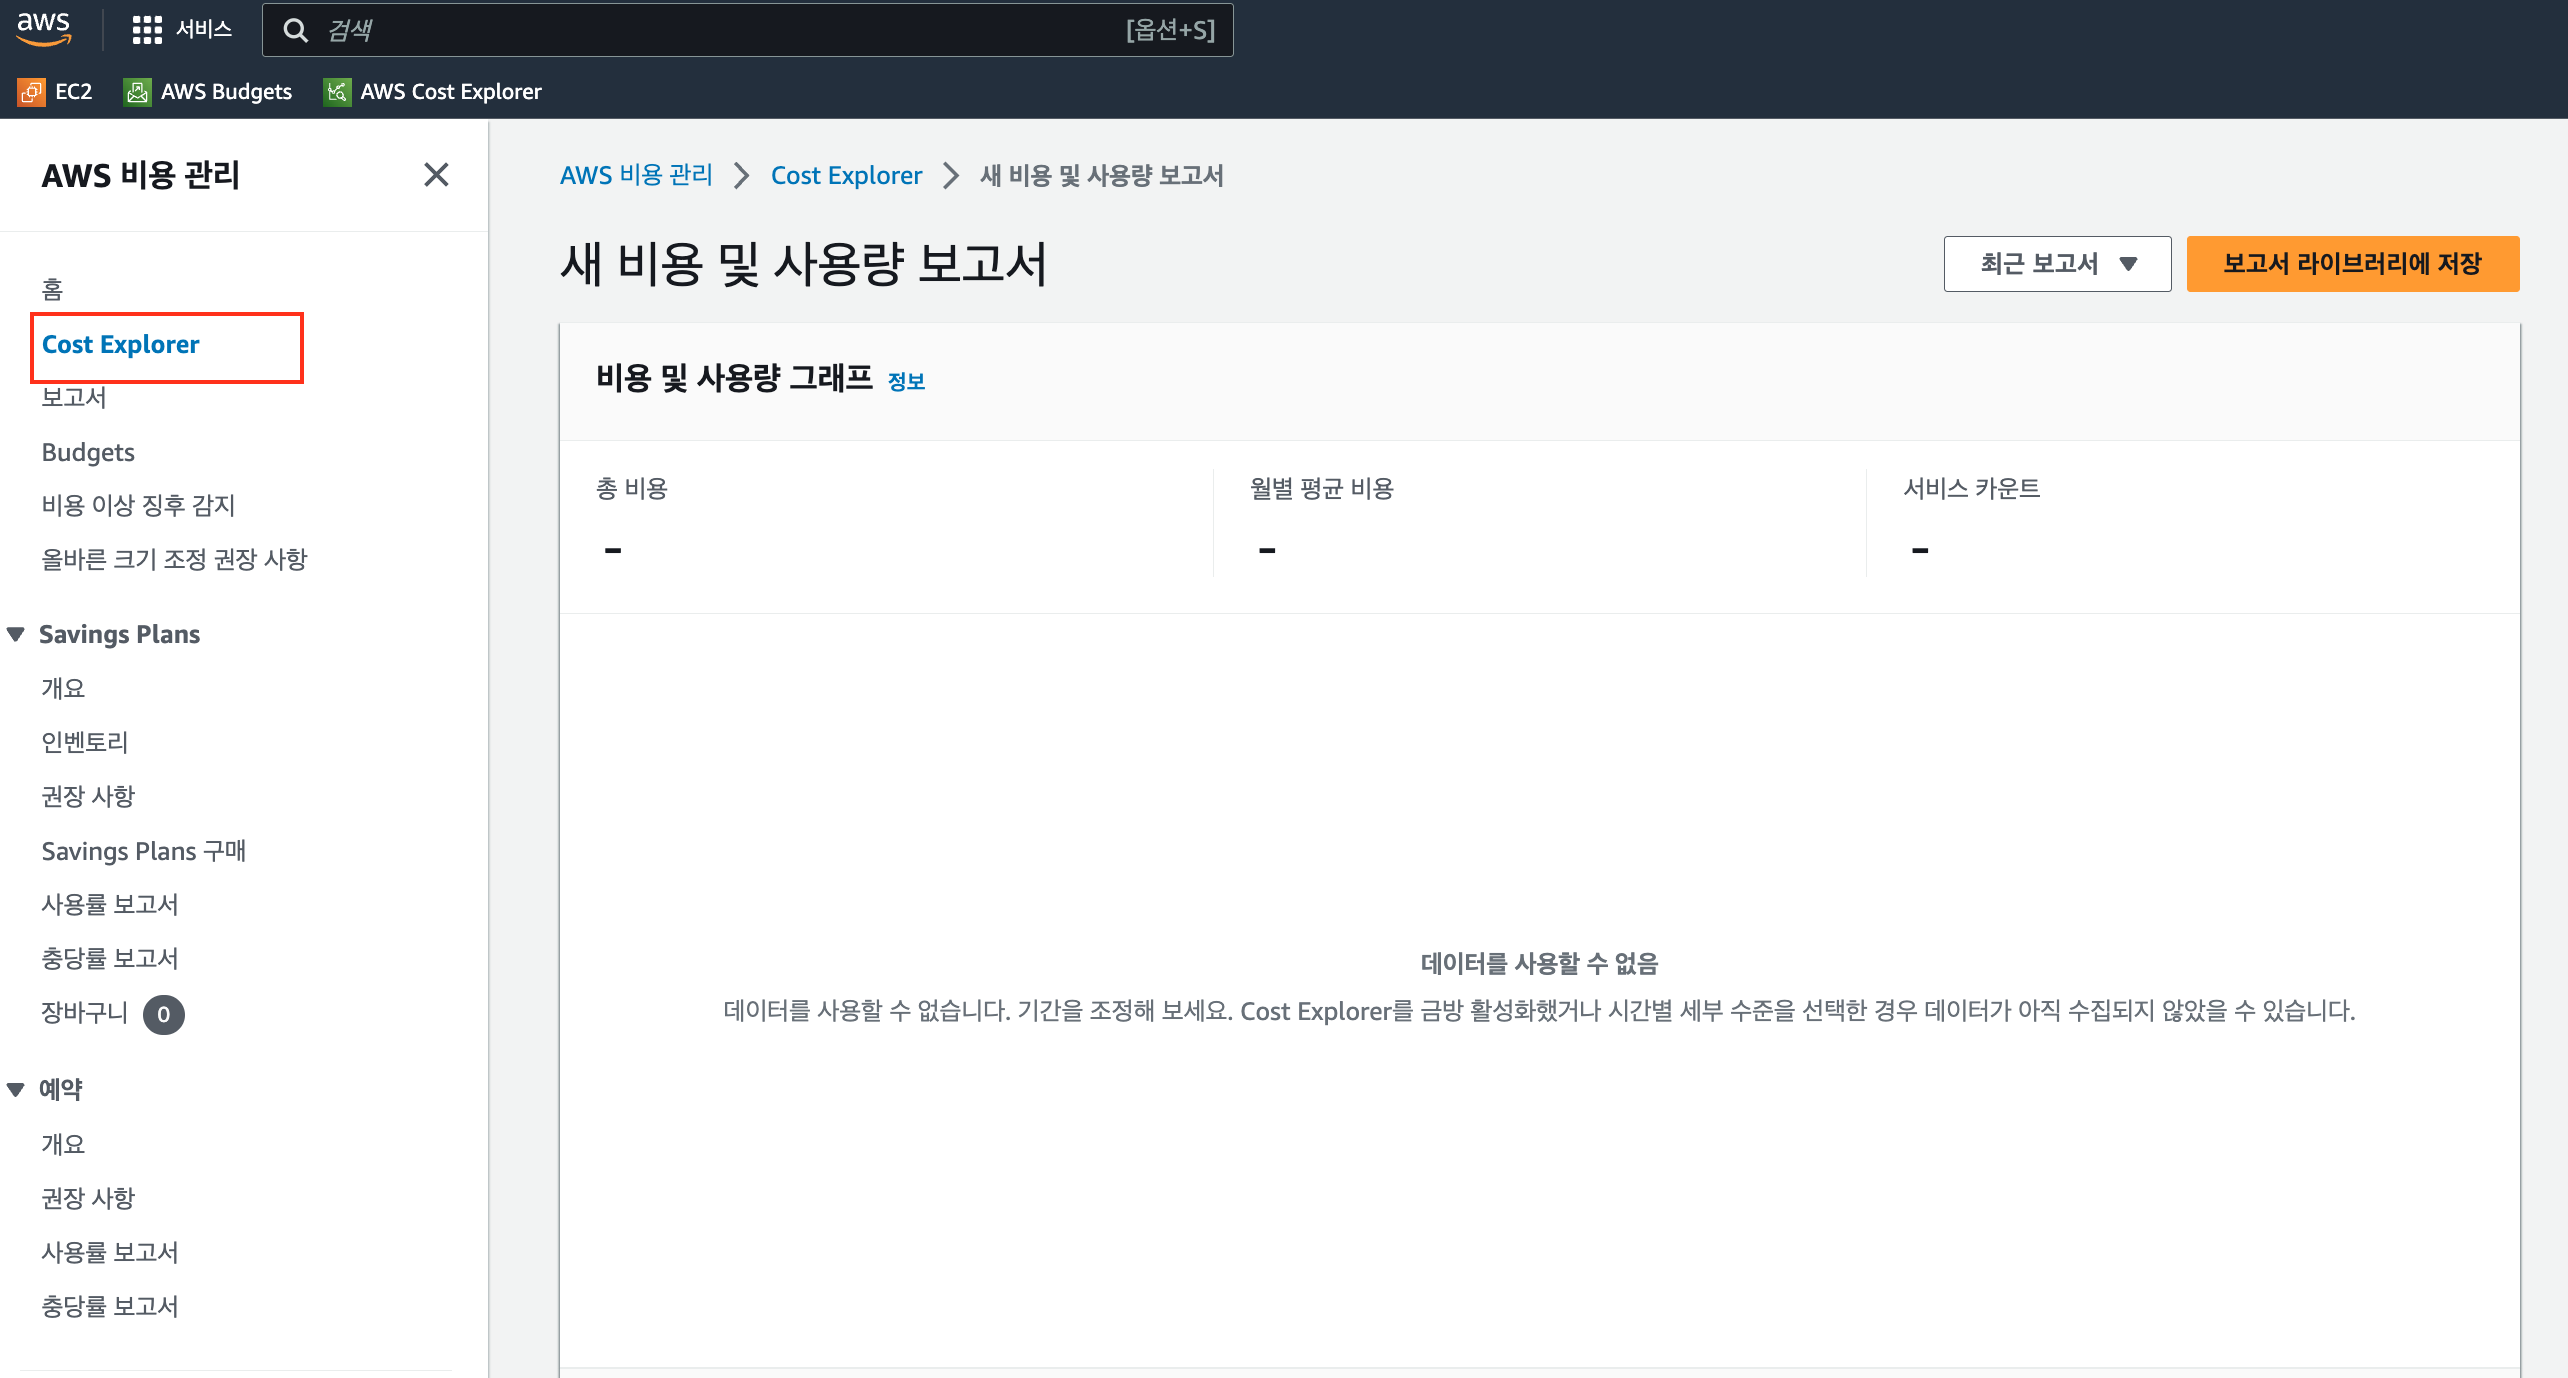 aws
서비스
검색
[옵션+S]
EC2
AWS Budgets
AWS Cost Explorer
AWS 비용 관리
홈
Cost Explorer
보고서
Budgets
비용 이상 징후 감지
올바른 크기 조정 권장 사항
Savings Plans
개요
인벤토리
권장 사항
Savings Plans 구매
사용률 보고서
충당률 보고서
장바구니 0
예약
개요
권장 사항
사용률 보고서
충당률 보고서
AWS 비용 관리 > Cost Explorer > 새 비용 및 사용량 보고서
새 비용 및 사용량 보고서
최근 보고서
보고서 라이브러리에 저장
비용 및 사용량 그래프 정보
총 비용
-
월별 평균 비용
-
서비스 카운트
-
데이터를 사용할 수 없음
데이터를 사용할 수 없습니다. 기간을 조정해 보세요. Cost Explorer를 금방 활성화했거나 시간별 세부 수준을 선택한 경우 데이터가 아직 수집되지 않았을 수 있습니다.